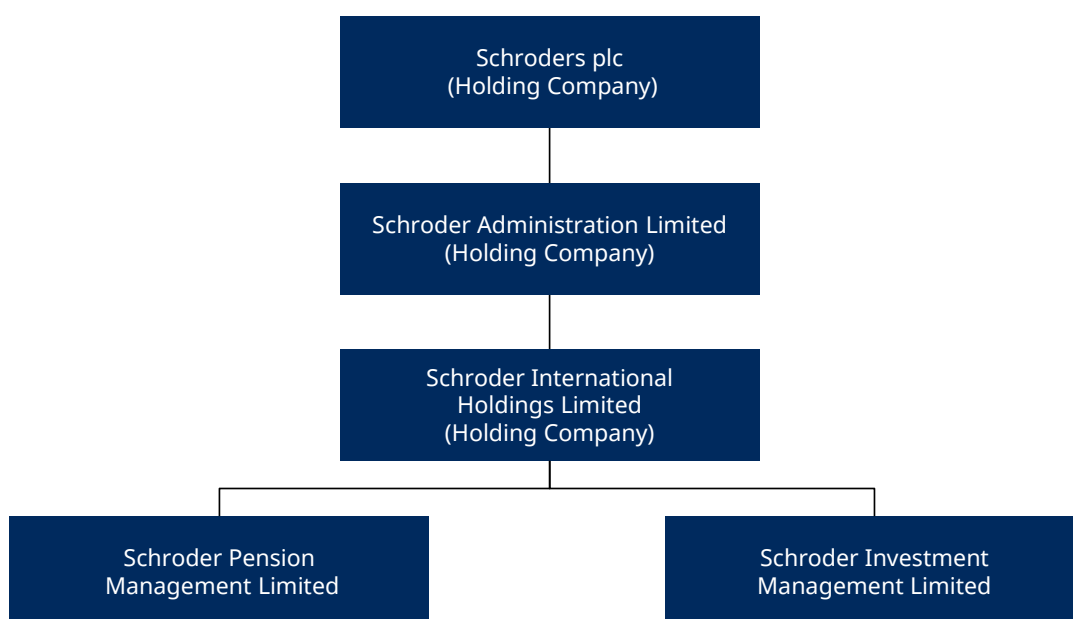 Schroders plc
(Holding Company)
Schroder Administration Limited
(Holding Company)
Schroder International
Holdings Limited
(Holding Company)
Schroder Pension
Management Limited
Schroder Investment
Management Limited